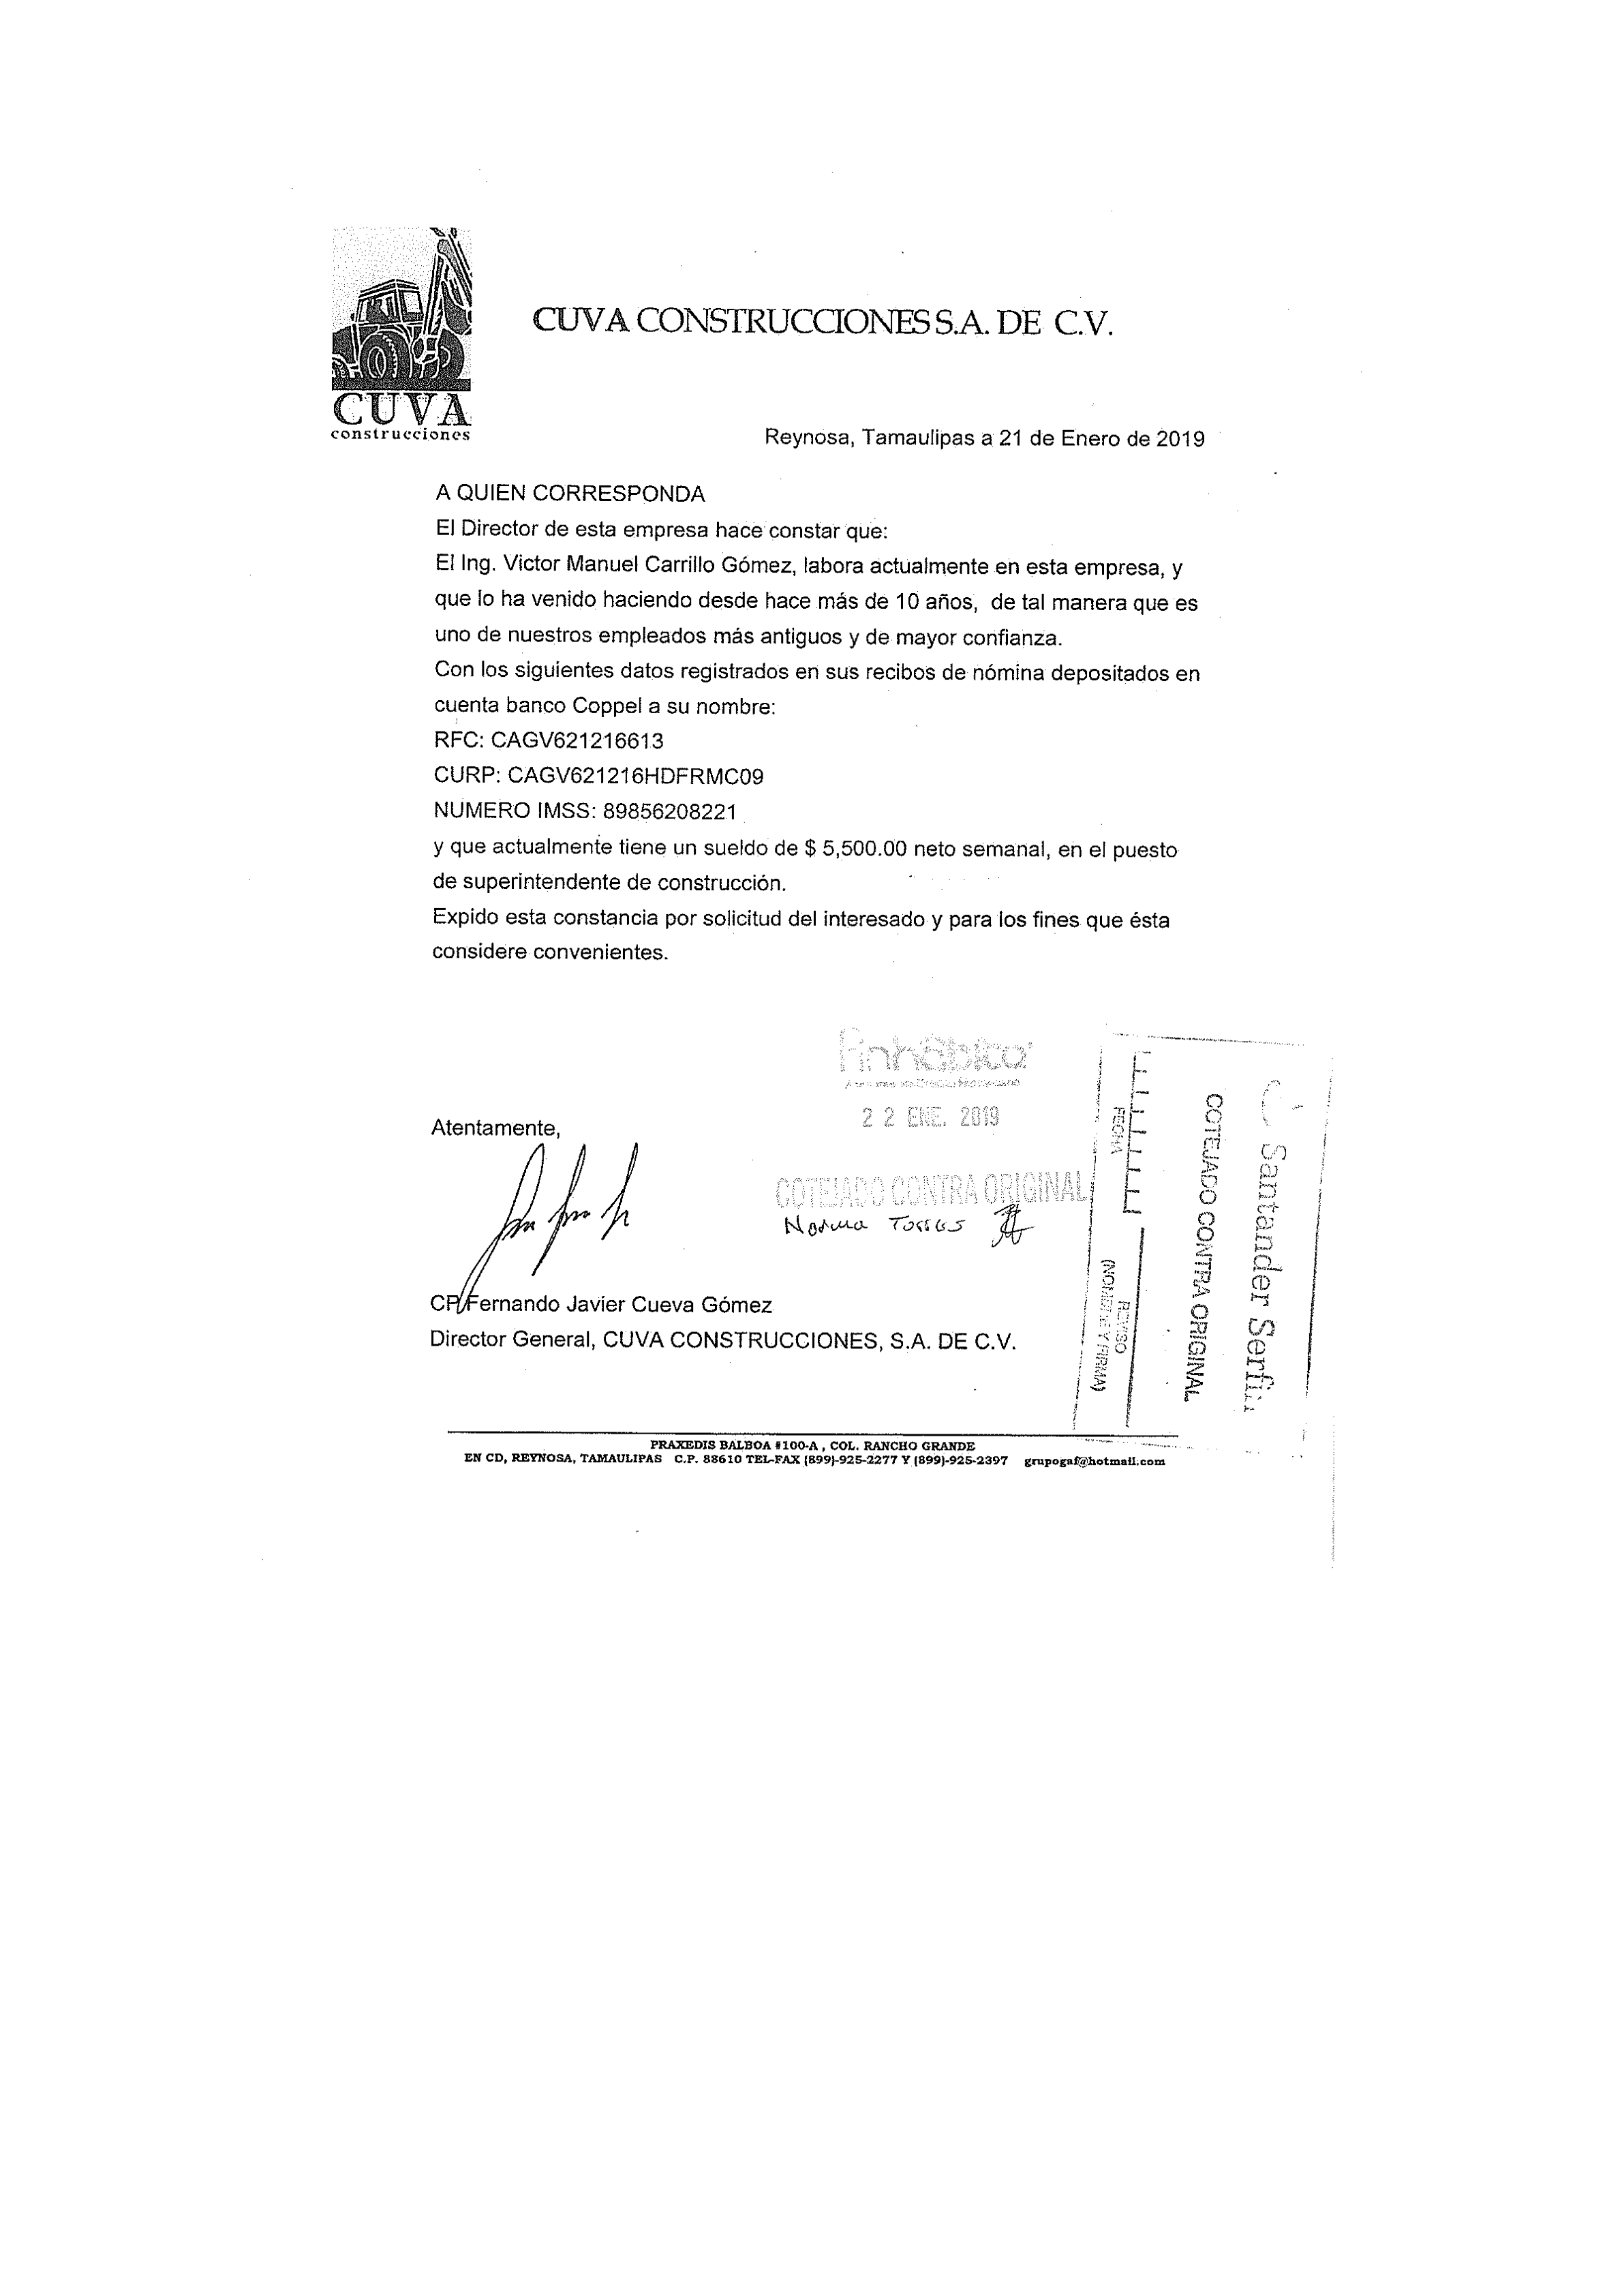 CUVA
construcciones
CUVA CONSTRUCCIONES S.A. DE C.V.
Reynosa, Tamaulipas a 21 de Enero de 2019
A QUIEN CORRESPONDA
El Director de esta empresa hace constar que:
El Ing. Victor Manuel Carrillo Gómez, labora actualmente en esta empresa, y
que lo ha venido haciendo desde hace más de 10 años, de tal manera que es
uno de nuestros empleados más antiguos y de mayor confianza.
Con los siguientes datos registrados en sus recibos de nómina depositados en
cuenta banco Coppel a su nombre:
RFC: CAGV621216613
CURP: CAGV621216HDFRMC09
NUMERO IMSS: 89856208221
y que actualmente tiene un sueldo de $ 5,500.00 neto semanal, en el puesto
de superintendente de construcción.
Expido esta constancia por solicitud del interesado y para los fines que ésta
considere convenientes.
finhábita
22 ENE. 2019
COTEJADO CONTRA ORIGINAL
Norma Torres
Atentamente,
CP Fernando Javier Cueva Gómez
Director General, CUVA CONSTRUCCIONES, S.A. DE C.V.
Santander Serfin
COTEJADO CONTRA ORIGINAL
FECHA
REVISO
(NOMBRE Y FIRMA)
PRAXEDIS BALBOA #100-A , COL. RANCHO GRANDE
EN CD, REYNOSA, TAMAULIPAS C.P. 88610 TEL-FAX (899)-925-2277 Y (899)-925-2397 grupogaf@hotmail.com